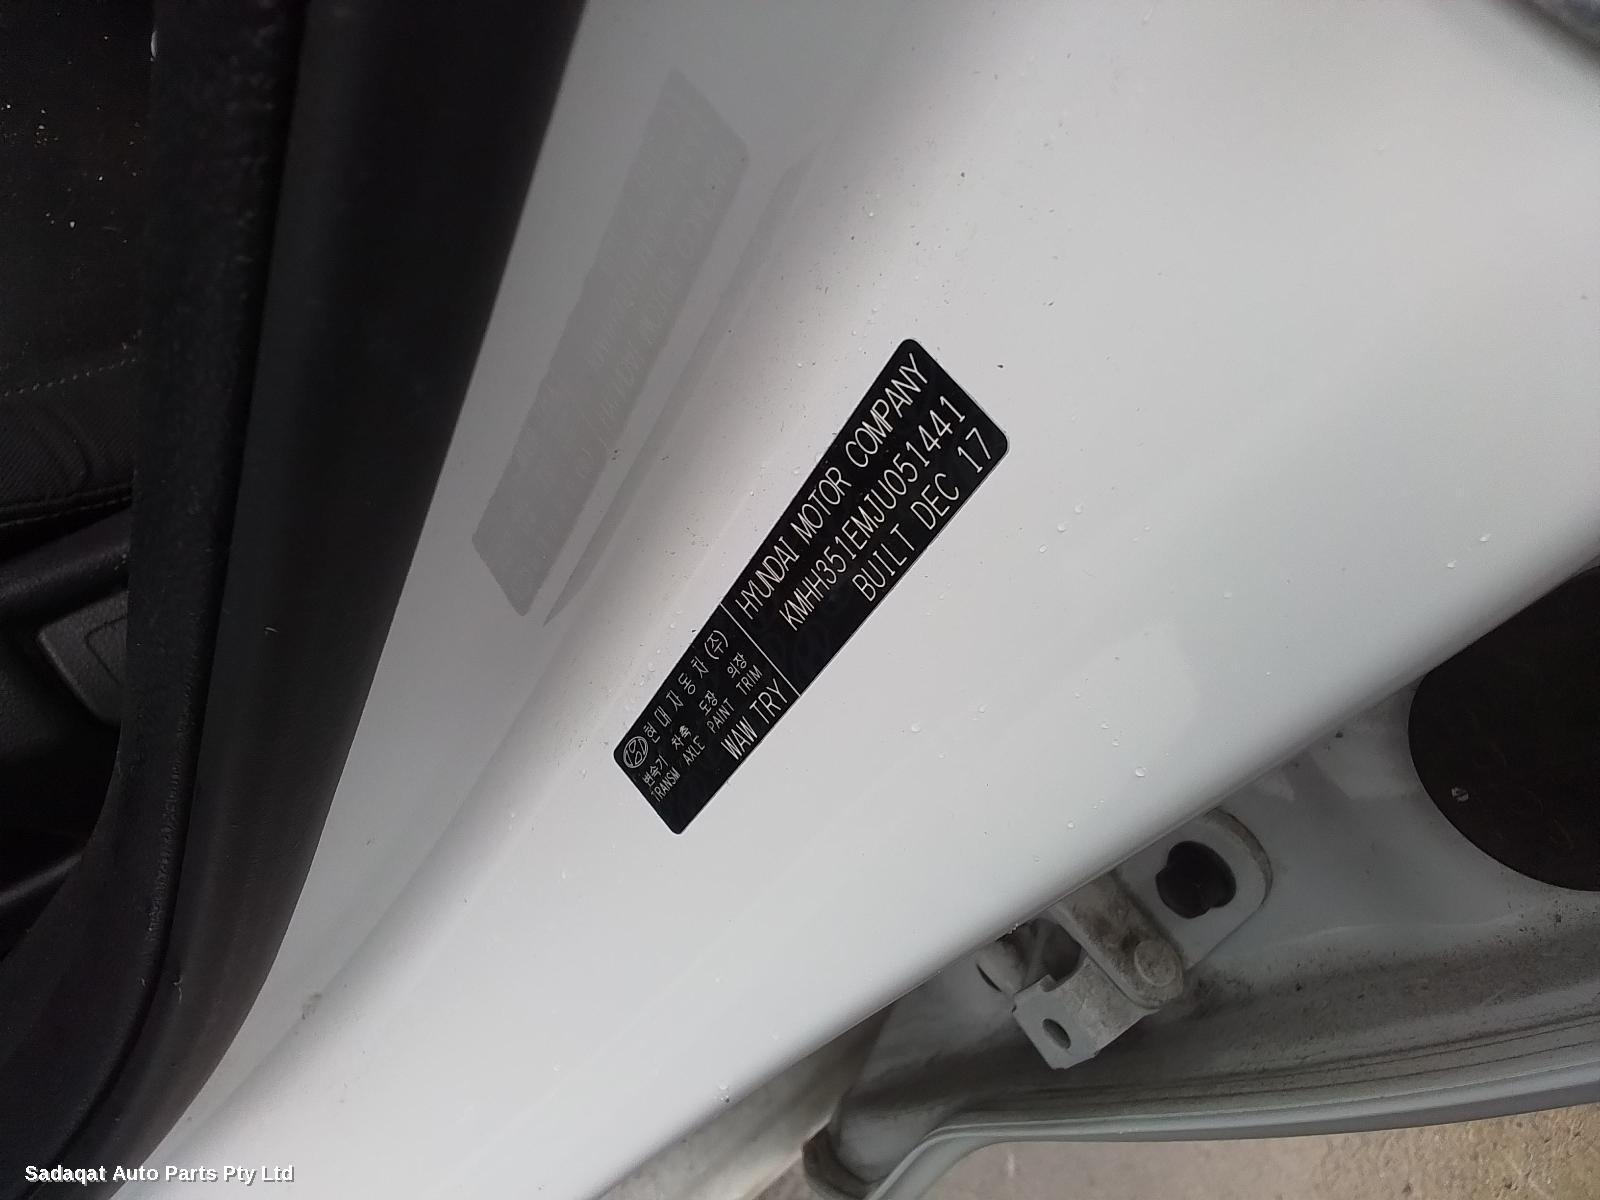 현대자동차(주)
변속기 차축 도장 의장
TRANSM AXLE PAINT TRIM
WAW TRY
HYUNDAI MOTOR COMPANY
KMHH351EMJU051441
BUILT DEC 17
Sadaqat Auto Parts Pty Ltd